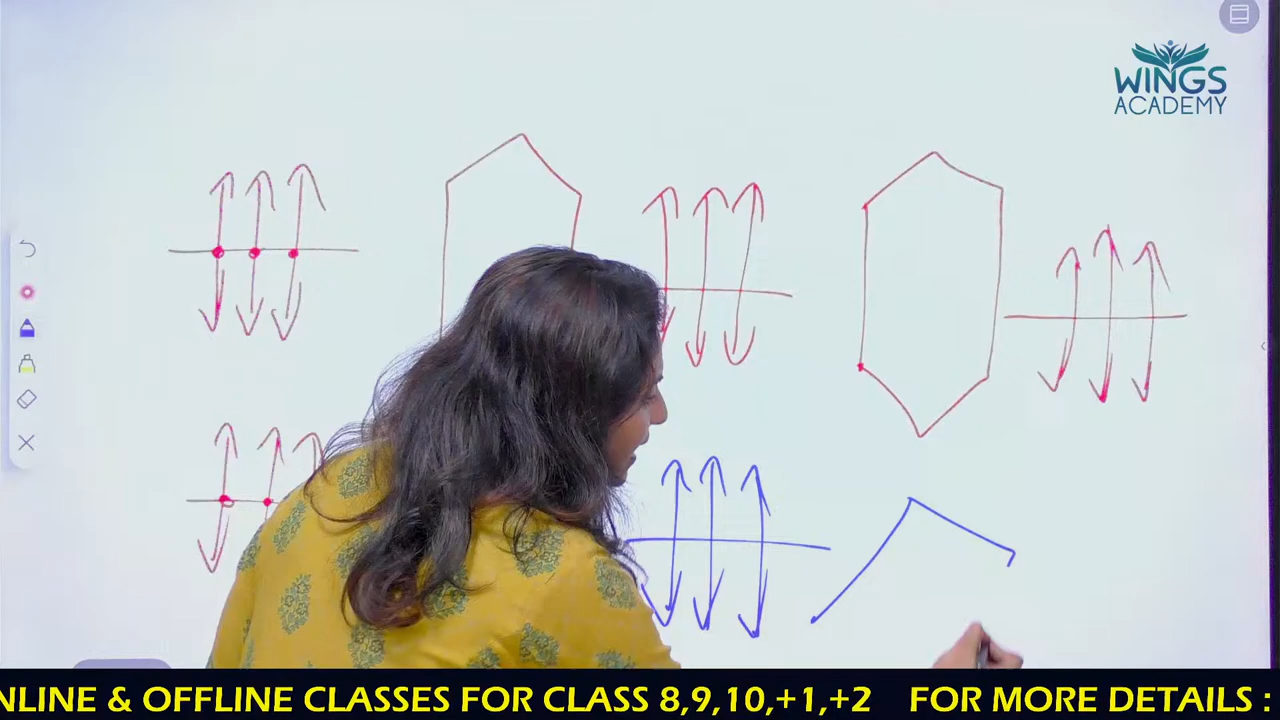 WINGS
ACADEMY
NLINE & OFFLINE CLASSES FOR CLASS 8,9,10,+1,+2 FOR MORE DETAILS :